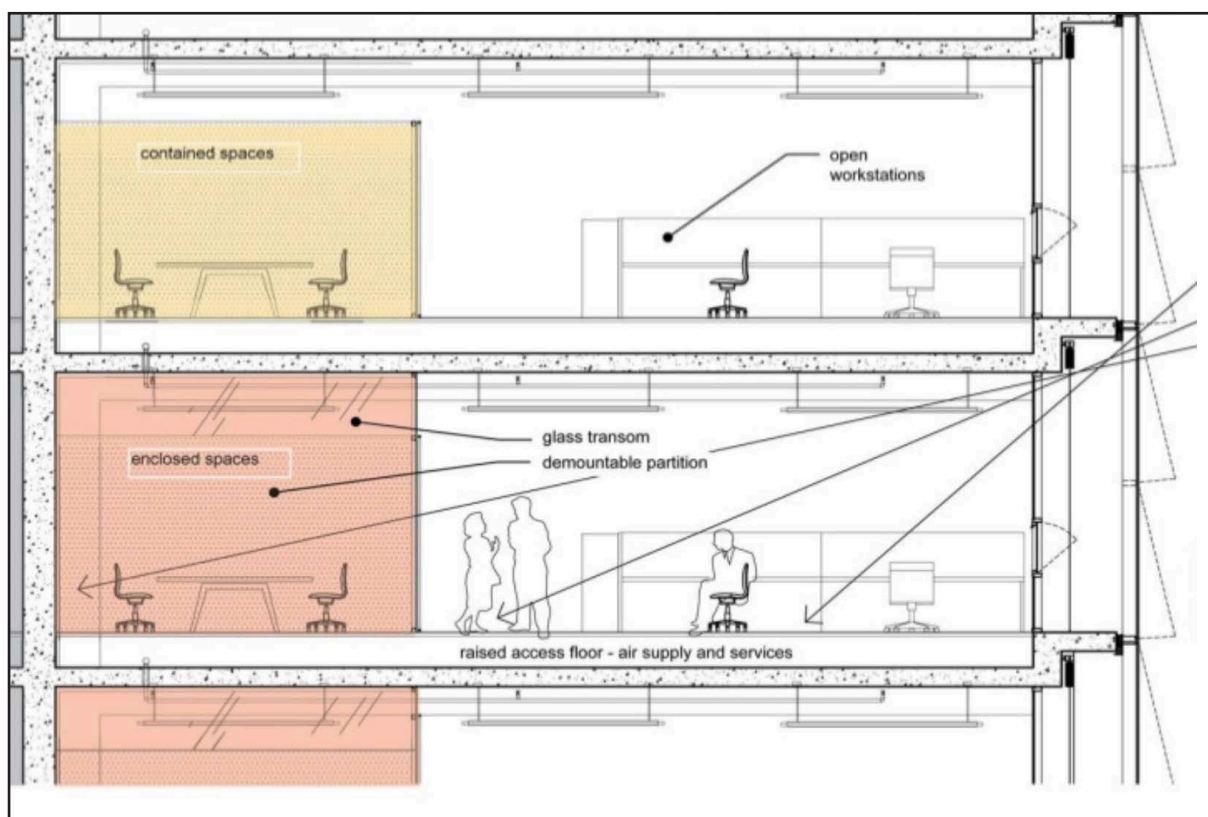 contained spaces
open
workstations
glass transom
enclosed spaces
demountable partition
raised access floor - air supply and services